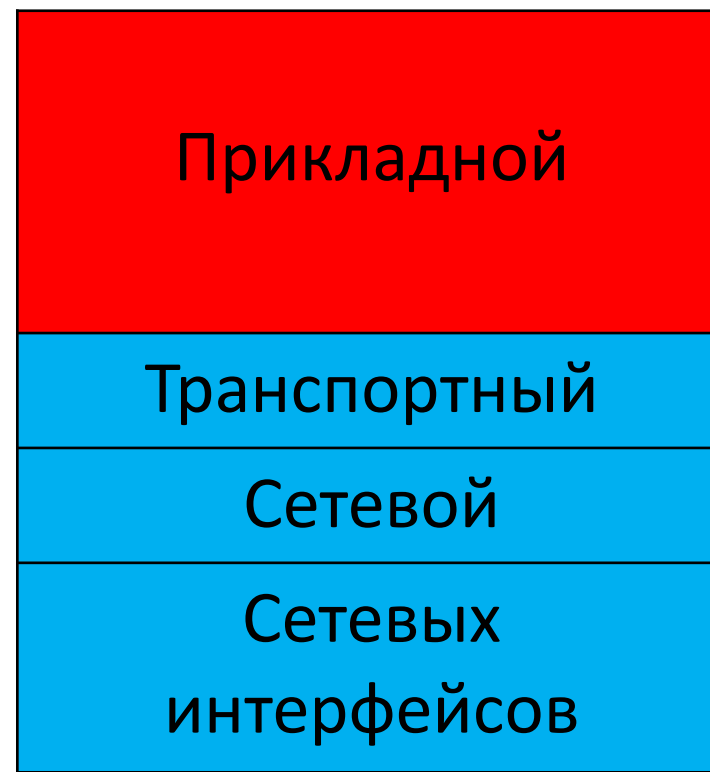 Прикладной
Транспортный
Сетевой
Сетевых
интерфейсов